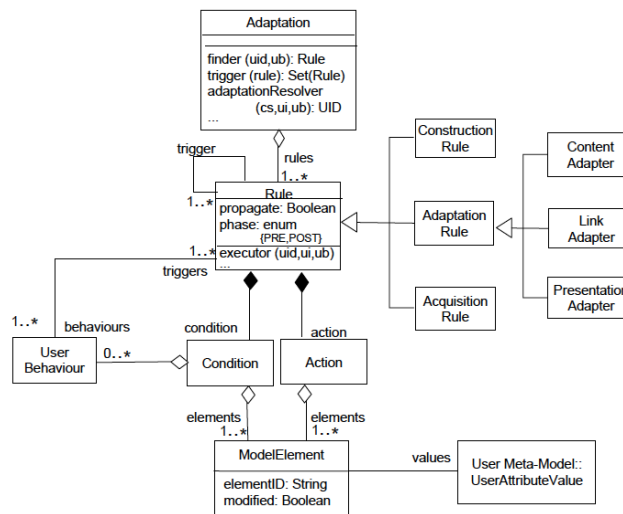 Adaptation
finder (uid,ub): Rule
trigger (rule): Set(Rule)
adaptationResolver
(cs,ui,ub): UID
...
trigger
rules
1..*
1..*
Rule
propagate: Boolean
phase: enum
{PRE,POST}
executor (uid,ui,ub)
...
Construction
Rule
Adaptation
Rule
Acquisition
Rule
Content
Adapter
Link
Adapter
Presentation
Adapter
1..*
triggers
1..*
behaviours
User
Behaviour
0..*
condition
Condition
action
Action
elements
1..*
elements
1..*
ModelElement
elementID: String
modified: Boolean
values
User Meta-Model::
UserAttributeValue